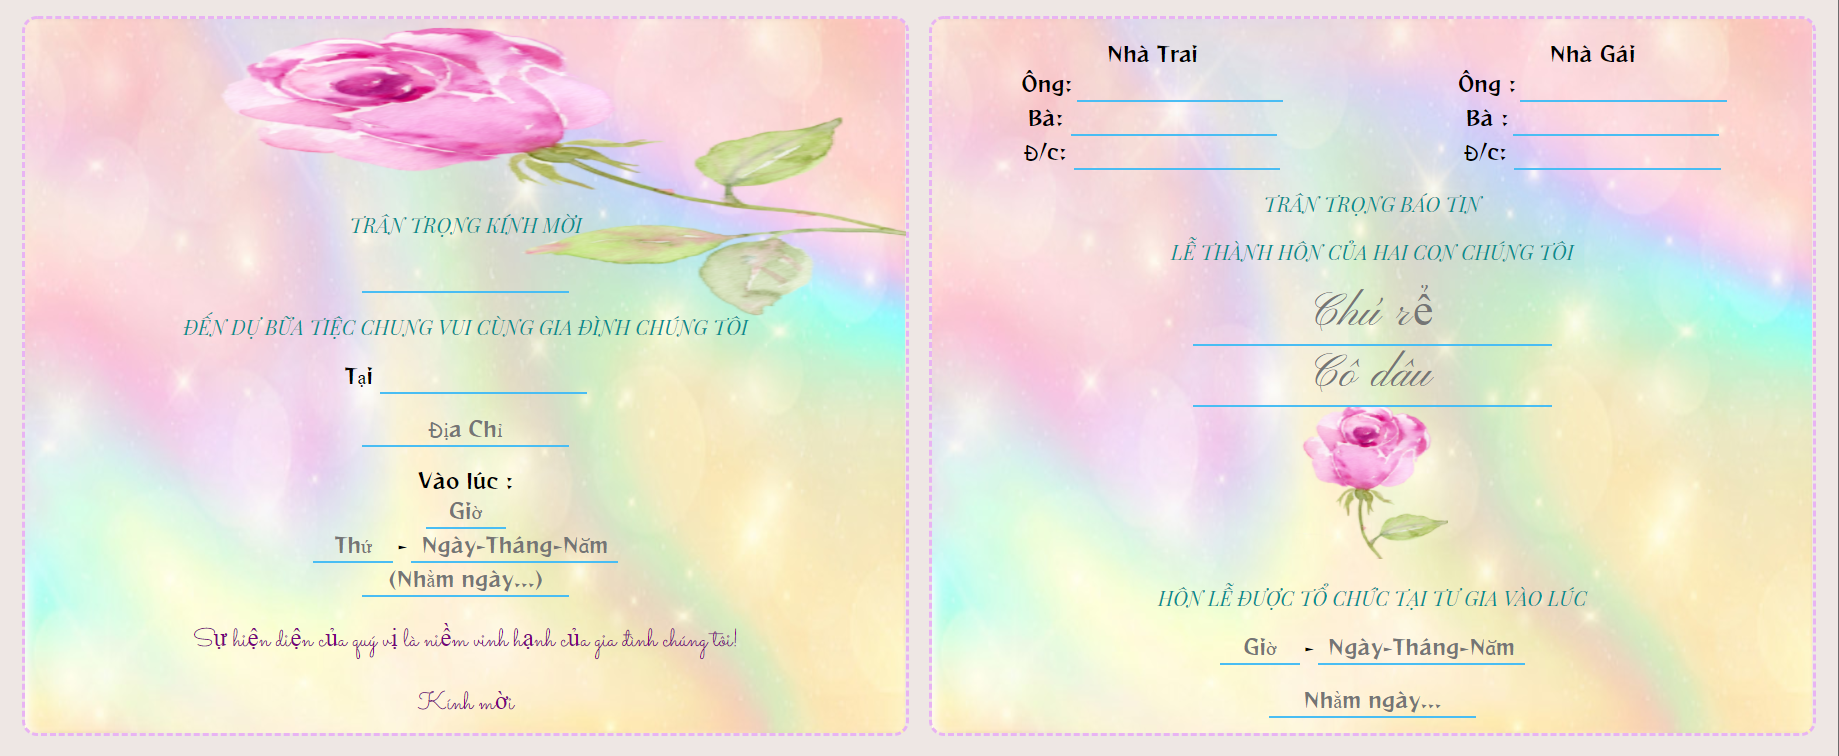 TRÂN TRỌNG KÍNH MỜI
ĐẾN DỰ BỮA TIỆC CHUNG VUI CÙNG GIA ĐÌNH CHÚNG TÔI
Tại
Địa Chỉ
Vào lúc :
Giờ
Thứ - Ngày-Tháng-Năm
(Nhằm ngày...)
Sự hiện diện của quý vị là niềm vinh hạnh của gia đình chúng tôi!
Kính mời
Nhà Trai
Ông:
Bà:
Đ/c:
Nhà Gái
Ông :
Bà :
Đ/c:
TRÂN TRỌNG BÁO TIN
LỄ THÀNH HÔN CỦA HAI CON CHÚNG TÔI
Chú rể
Cô dâu
HÔN LỄ ĐƯỢC TỔ CHỨC TẠI TƯ GIA VÀO LÚC
Giờ - Ngày-Tháng-Năm
Nhằm ngày...